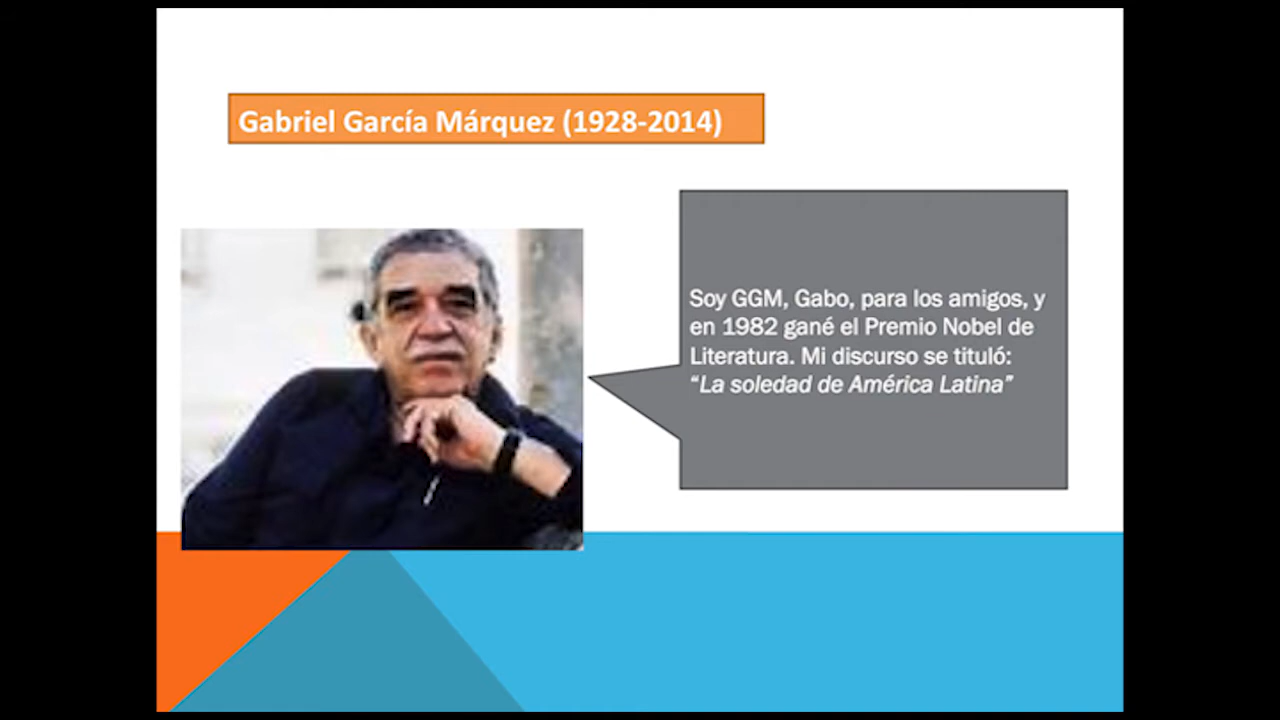 Gabriel García Márquez (1928-2014)
Soy GGM, Gabo, para los amigos, y
en 1982 gané el Premio Nobel de
Literatura. Mi discurso se tituló:
“La soledad de América Latina”